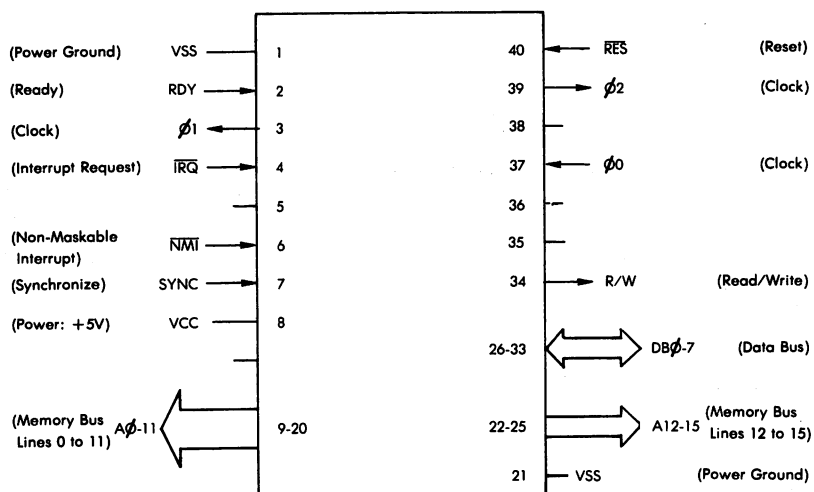 (Power Ground) VSS 1
(Ready) RDY 2
(Clock) ϕ1 3
(Interrupt Request) IRQ 4
5
(Non-Maskable
Interrupt) NMI 6
(Synchronize) SYNC 7
(Power: +5V) VCC 8
(Memory Bus
Lines 0 to 11) Aϕ-11 9-20
40 RES (Reset)
39 ϕ2 (Clock)
38
37 ϕ0 (Clock)
36
35
34 R/W (Read/Write)
26-33 DBϕ-7 (Data Bus)
22-25 A12-15 (Memory Bus
Lines 12 to 15)
21 VSS (Power Ground)